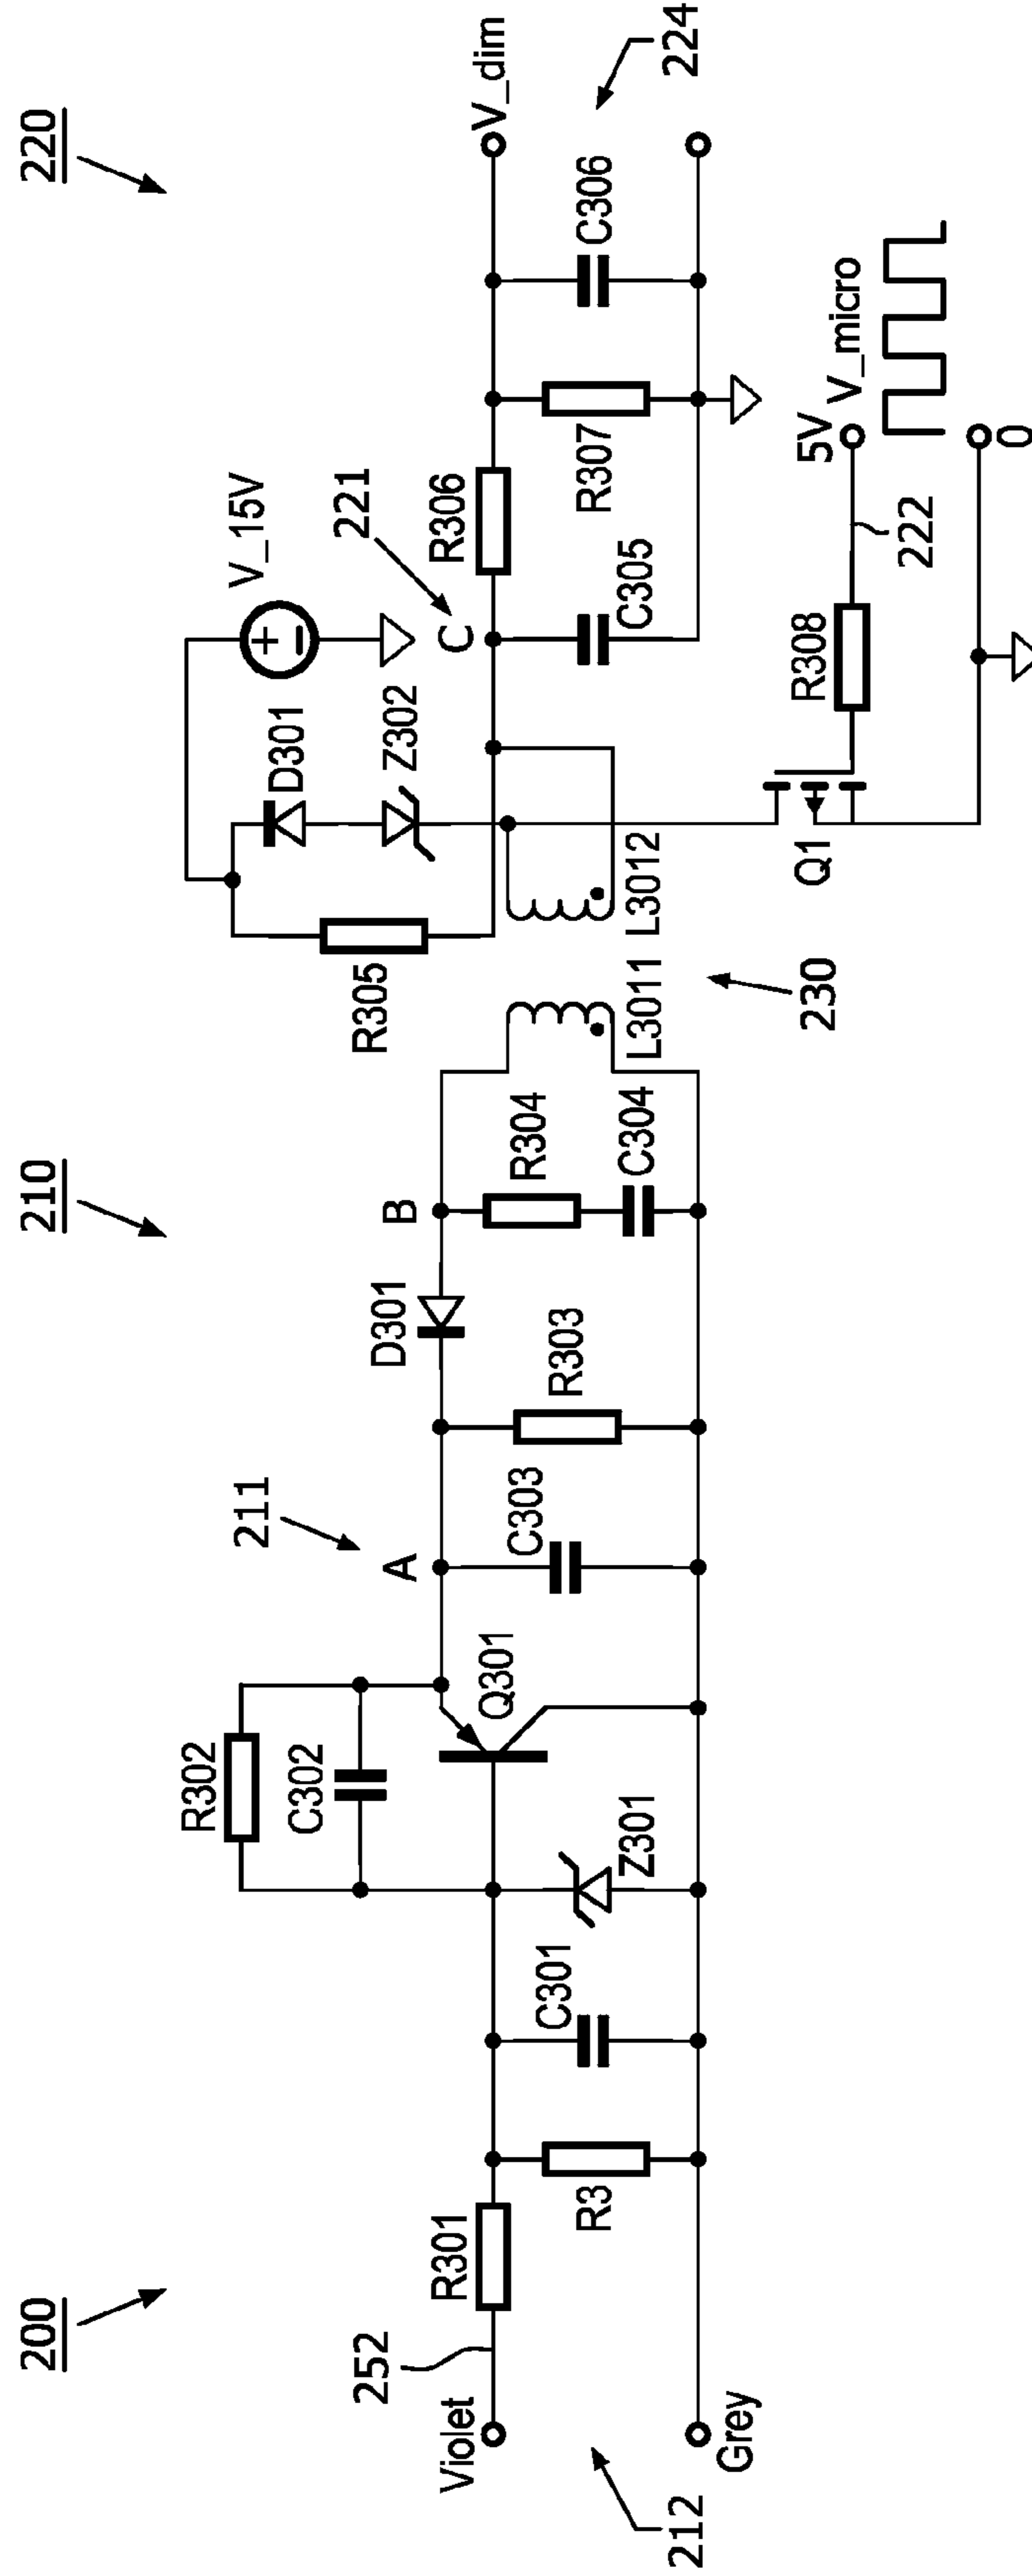 200
210
220
252
Violet
212
Grey
R301
R3
C301
Z301
R302
C302
Q301
211
A
C303
R303
D301
B
R304
C304
L3011
230
L3012
R305
D301
Z302
V_15V
C
221
R306
C305
R307
C306
V_dim
224
Q1
R308
222
5V
V_micro
0